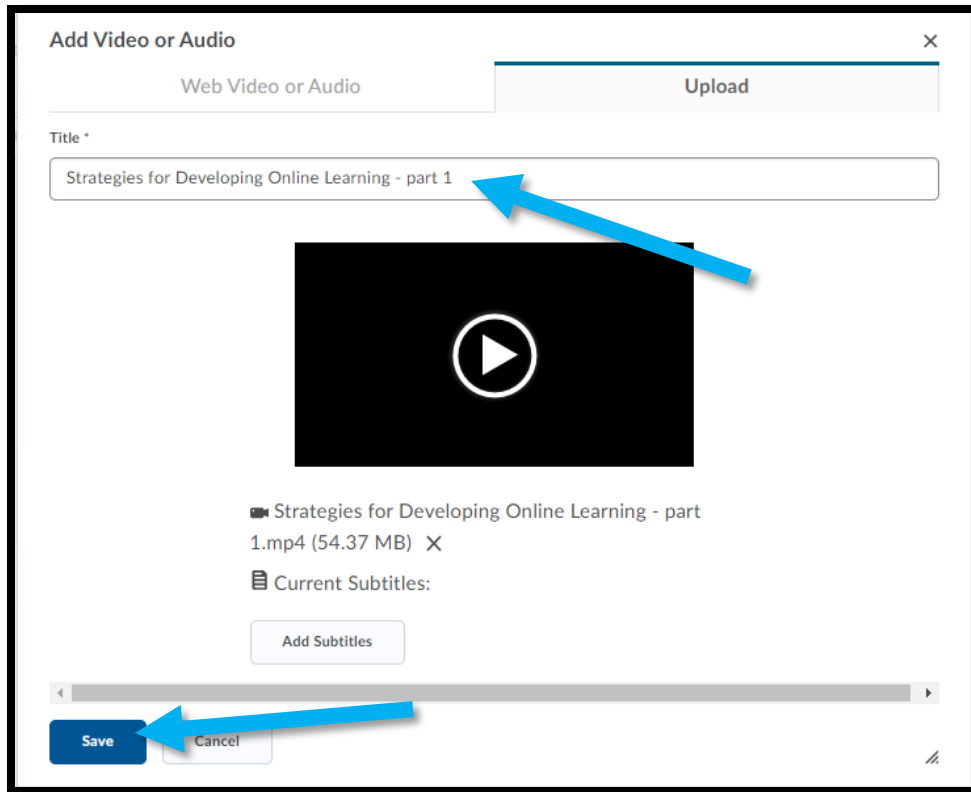 Add Video or Audio
Web Video or Audio
Upload
Title *
Strategies for Developing Online Learning - part 1
Strategies for Developing Online Learning - part
1.mp4 (54.37 MB)
Current Subtitles:
Add Subtitles
Save
Cancel